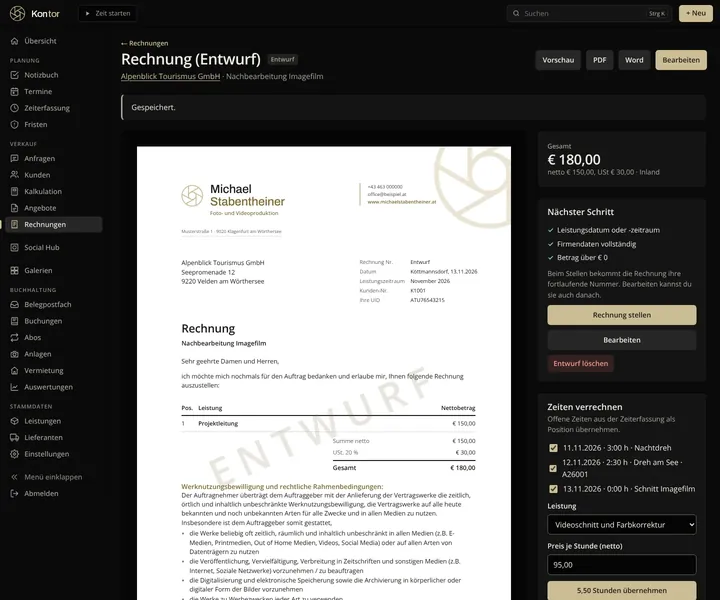 Kontor
Zeit starten
Suchen
Strg K
+ Neu
Übersicht
PLANUNG
Notizbuch
Termine
Zeiterfassung
Fristen
VERKAUF
Anfragen
Kunden
Kalkulation
Angebote
Rechnungen
Social Hub
Galerien
BUCHHALTUNG
Belegpostfach
Buchungen
Abos
Anlagen
Vermietung
Auswertungen
STAMMDATEN
Leistungen
Lieferanten
Einstellungen
Menü einklappen
Abmelden
← Rechnungen
Rechnung (Entwurf) Entwurf
Alpenblick Tourismus GmbH · Nachbearbeitung Imagefilm
Vorschau
PDF
Word
Bearbeiten
Gespeichert.
Michael
Stabentheiner
Foto- und Videoproduktion
+43 463 000000
office@beispiel.at
www.michaelstabentheiner.at
Musterstraße 1 · 9020 Klagenfurt am Wörthersee
Alpenblick Tourismus GmbH
Seepromenade 12
9220 Velden am Wörthersee
Rechnung Nr. Entwurf
Datum Köttmannsdorf, 13.11.2026
Leistungszeitraum November 2026
Kunden-Nr. K1001
Ihre UID ATU76543215
Rechnung
Nachbearbeitung Imagefilm
Sehr geehrte Damen und Herren,
ich möchte mich nochmals für den Auftrag bedanken und erlaube mir, Ihnen folgende Rechnung
auszustellen:
Pos. Leistung Nettobetrag
1 Projektleitung € 150,00
Summe netto € 150,00
USt. 20 % € 30,00
Gesamt € 180,00
ENTWURF
Werknutzungsbewilligung und rechtliche Rahmenbedingungen:
Der Auftragnehmer überträgt dem Auftraggeber mit der Anlieferung der Vertragswerke die zeitlich,
örtlich und inhaltlich unbeschränkte Werknutzungsbewilligung, die Vertragswerke auf alle heute
bekannten und noch unbekannten Arten für alle Zwecke und in allen Medien zu nutzen.
Insbesondere ist dem Auftraggeber somit gestattet,
• die Werke beliebig oft zeitlich, räumlich und inhaltlich unbeschränkt in allen Medien (z.B. E-
Medien, Printmedien, Out of Home Medien, Videos, Social Media) oder auf allen Arten von
Datenträgern zu nutzen
• die Veröffentlichung, Vervielfältigung, Verbreitung in Zeitschriften und sonstigen Medien (z.B.
Internet, Soziale Netzwerke) vorzunehmen / zu beauftragen
• die Digitalisierung und elektronische Speicherung sowie die Archivierung in körperlicher oder
digitaler Form der Bilder vorzunehmen
• die Werke zu Werbezwecken jeder Art zu verwenden
Gesamt
€ 180,00
netto € 150,00, USt € 30,00 · Inland
Nächster Schritt
✓ Leistungsdatum oder -zeitraum
✓ Firmendaten vollständig
✓ Betrag über € 0
Beim Stellen bekommt die Rechnung ihre
fortlaufende Nummer. Bearbeiten kannst du
sie auch danach.
Rechnung stellen
Bearbeiten
Entwurf löschen
Zeiten verrechnen
Offene Zeiten aus der Zeiterfassung als
Position übernehmen.
11.11.2026 · 3:00 h · Nachtdreh
12.11.2026 · 2:30 h · Dreh am See ·
A26001
13.11.2026 · 0:00 h · Schnitt Imagefilm
Leistung
Videoschnitt und Farbkorrektur
Preis je Stunde (netto)
95,00
5,50 Stunden übernehmen